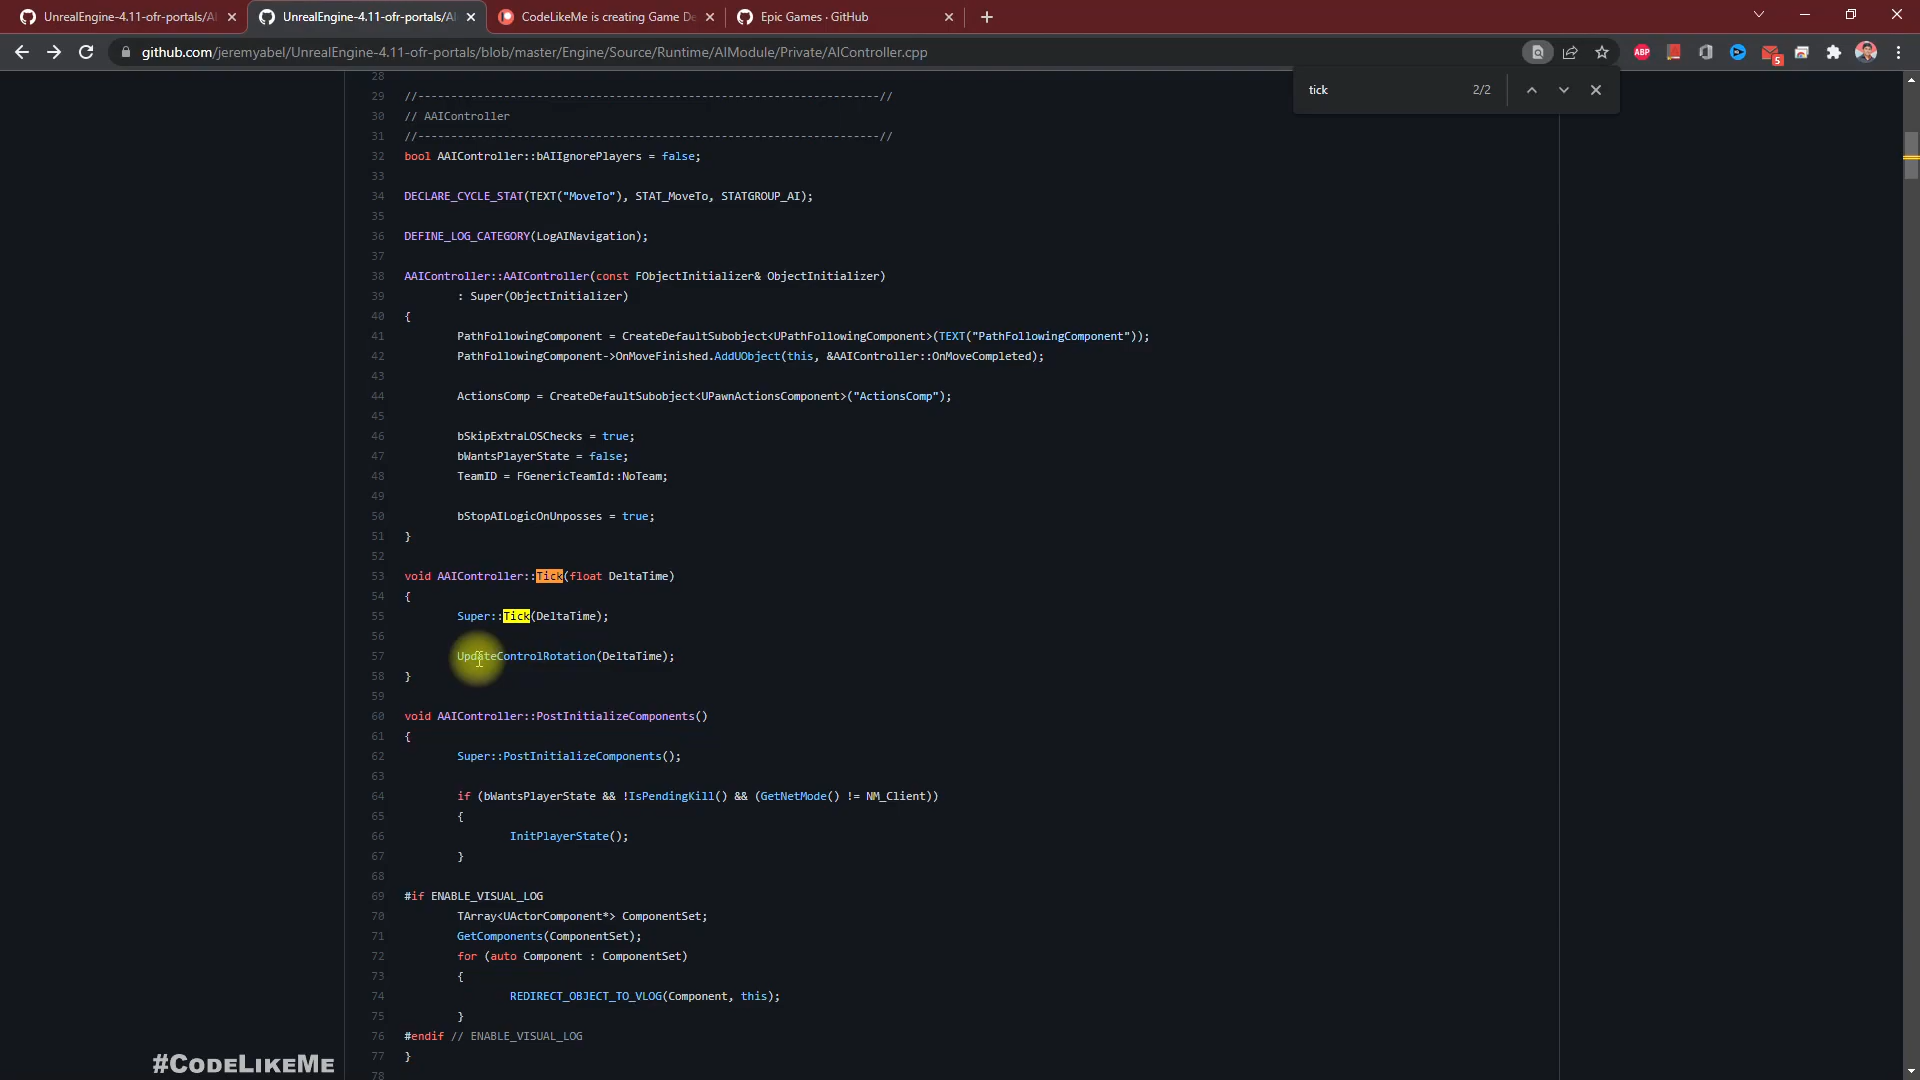 UnrealEngine-4.11-ofr-portals/AI
UnrealEngine-4.11-ofr-portals/AI
CodeLikeMe is creating Game De
Epic Games · GitHub
github.com/jeremyabel/UnrealEngine-4.11-ofr-portals/blob/master/Engine/Source/Runtime/AIModule/Private/AIController.cpp
ABP
5
tick 2/2
28
29 //----------------------------------------------------------------------//
30 // AAIController
31 //----------------------------------------------------------------------//
32 bool AAIController::bAIIgnorePlayers = false;
33
34 DECLARE_CYCLE_STAT(TEXT("MoveTo"), STAT_MoveTo, STATGROUP_AI);
35
36 DEFINE_LOG_CATEGORY(LogAINavigation);
37
38 AAIController::AAIController(const FObjectInitializer& ObjectInitializer)
39 : Super(ObjectInitializer)
40 {
41 PathFollowingComponent = CreateDefaultSubobject<UPathFollowingComponent>(TEXT("PathFollowingComponent"));
42 PathFollowingComponent->OnMoveFinished.AddUObject(this, &AAIController::OnMoveCompleted);
43
44 ActionsComp = CreateDefaultSubobject<UPawnActionsComponent>("ActionsComp");
45
46 bSkipExtraLOSChecks = true;
47 bWantsPlayerState = false;
48 TeamID = FGenericTeamId::NoTeam;
49
50 bStopAILogicOnUnposses = true;
51 }
52
53 void AAIController::Tick(float DeltaTime)
54 {
55 Super::Tick(DeltaTime);
56
57 UpdateControlRotation(DeltaTime);
58 }
59
60 void AAIController::PostInitializeComponents()
61 {
62 Super::PostInitializeComponents();
63
64 if (bWantsPlayerState && !IsPendingKill() && (GetNetMode() != NM_Client))
65 {
66 InitPlayerState();
67 }
68
69 #if ENABLE_VISUAL_LOG
70 TArray<UActorComponent*> ComponentSet;
71 GetComponents(ComponentSet);
72 for (auto Component : ComponentSet)
73 {
74 REDIRECT_OBJECT_TO_VLOG(Component, this);
75 }
76 #endif // ENABLE_VISUAL_LOG
77 }
78
#CodeLikeMe